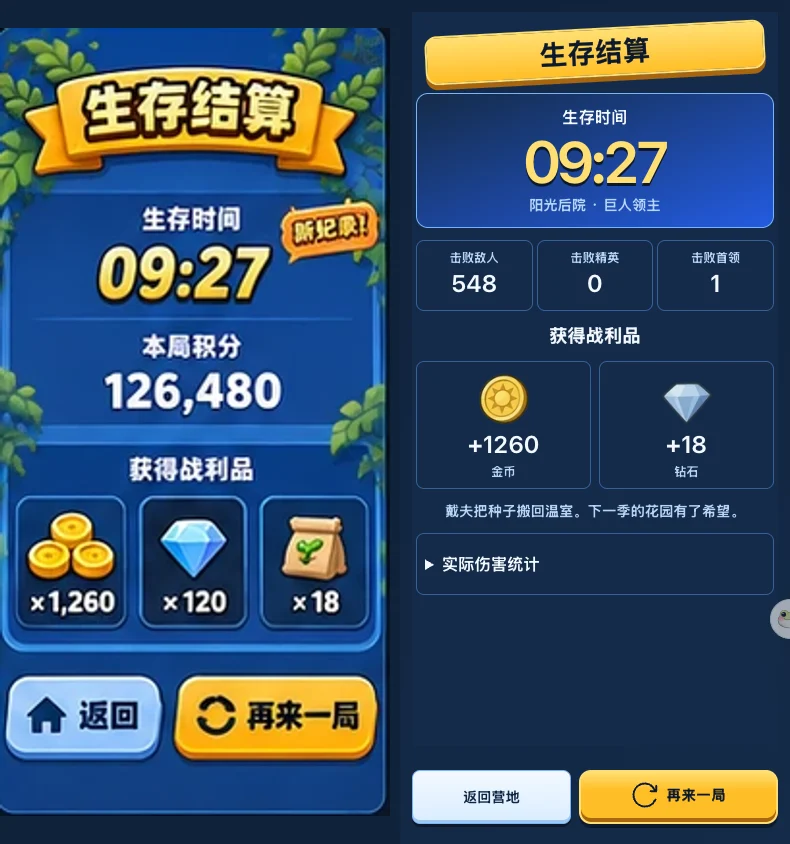 生存结算
生存时间
新纪录!
09:27
本局积分
126,480
获得战利品
×1,260
×120
×18
返回
再来一局
生存结算
生存时间
09:27
阳光后院 · 巨人领主
击败敌人
548
击败精英
0
击败首领
1
获得战利品
+1260
金币
+18
钻石
戴夫把种子搬回温室。下一季的花园有了希望。
实际伤害统计
返回营地
再来一局